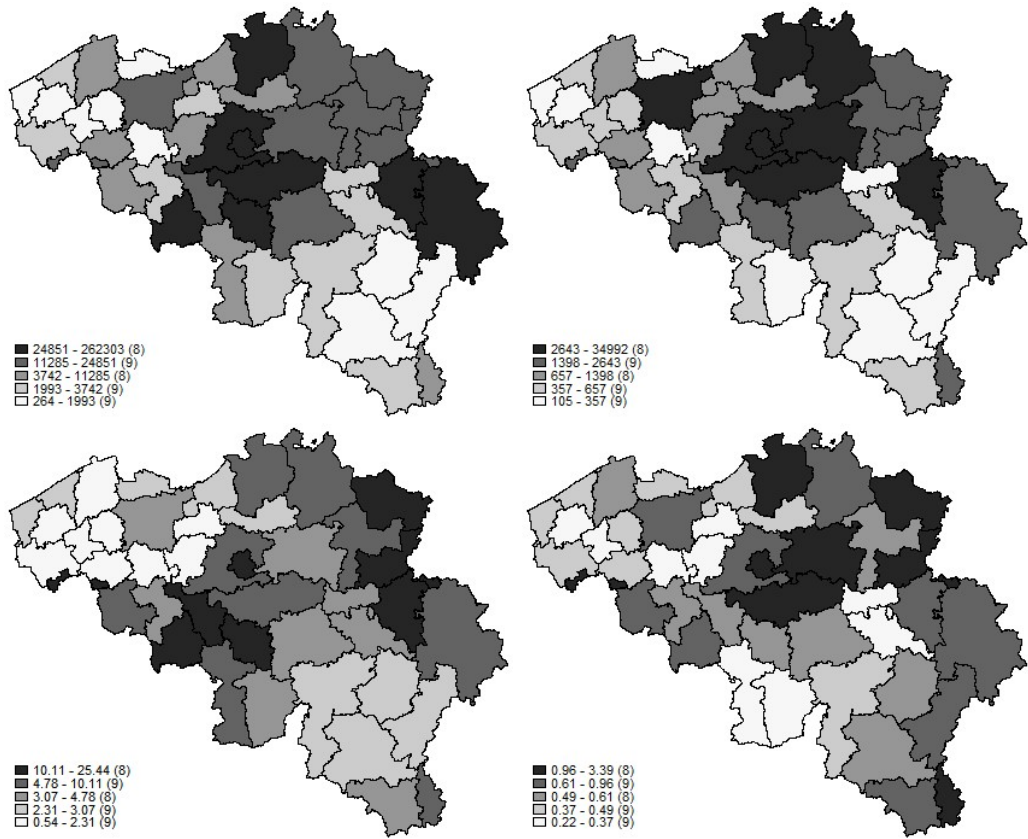 24851 - 262303 (8)
11285 - 24851 (9)
3742 - 11285 (8)
1993 - 3742 (9)
264 - 1993 (9)
2643 - 34992 (8)
1398 - 2643 (9)
657 - 1398 (8)
357 - 657 (9)
105 - 357 (9)
10.11 - 25.44 (8)
4.78 - 10.11 (9)
3.07 - 4.78 (8)
2.31 - 3.07 (9)
0.54 - 2.31 (9)
0.96 - 3.39 (8)
0.61 - 0.96 (9)
0.49 - 0.61 (8)
0.37 - 0.49 (9)
0.22 - 0.37 (9)